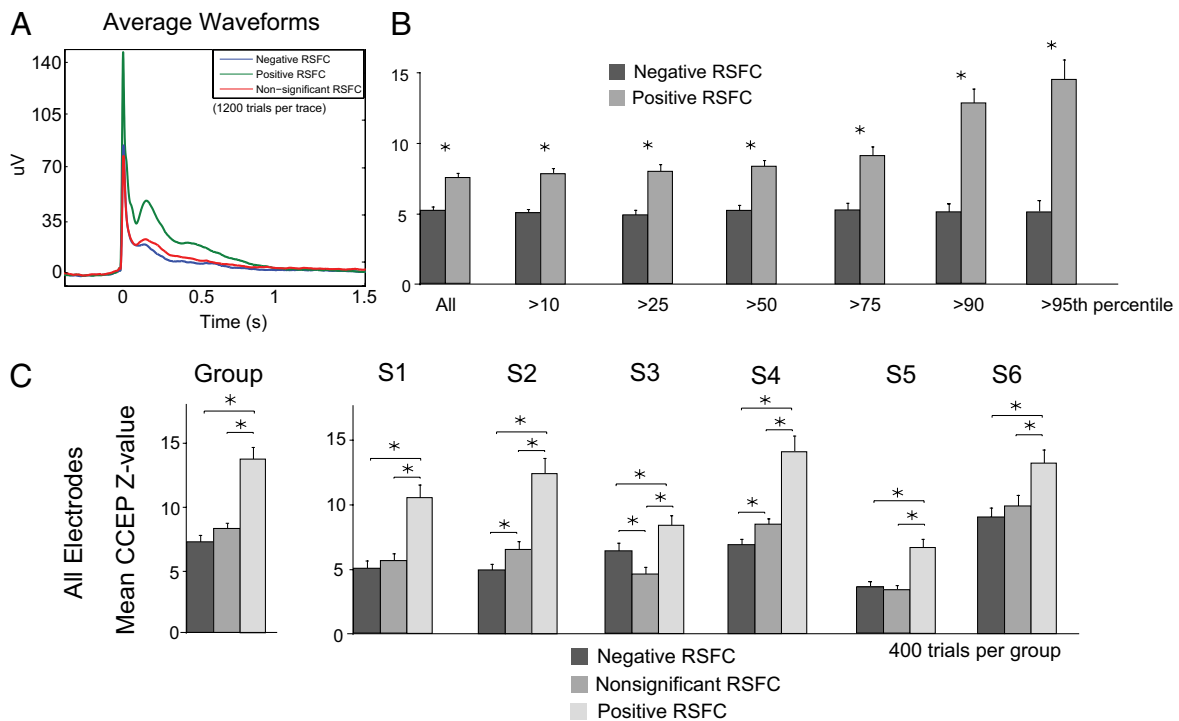 A
Average Waveforms
uV
140
105
70
35
0
Negative RSFC
Positive RSFC
Non-significant RSFC
(1200 trials per trace)
0 0.5 1 1.5
Time (s)
B
Negative RSFC
Positive RSFC
15
10
5
0
* * * * * * *
All >10 >25 >50 >75 >90 >95th percentile
C
Group S1 S2 S3 S4 S5 S6
All Electrodes
Mean CCEP Z-value
15
10
5
0
15
10
5
0
* *
* *
* * *
* * *
* * *
* *
* *
400 trials per group
Negative RSFC
Nonsignificant RSFC
Positive RSFC